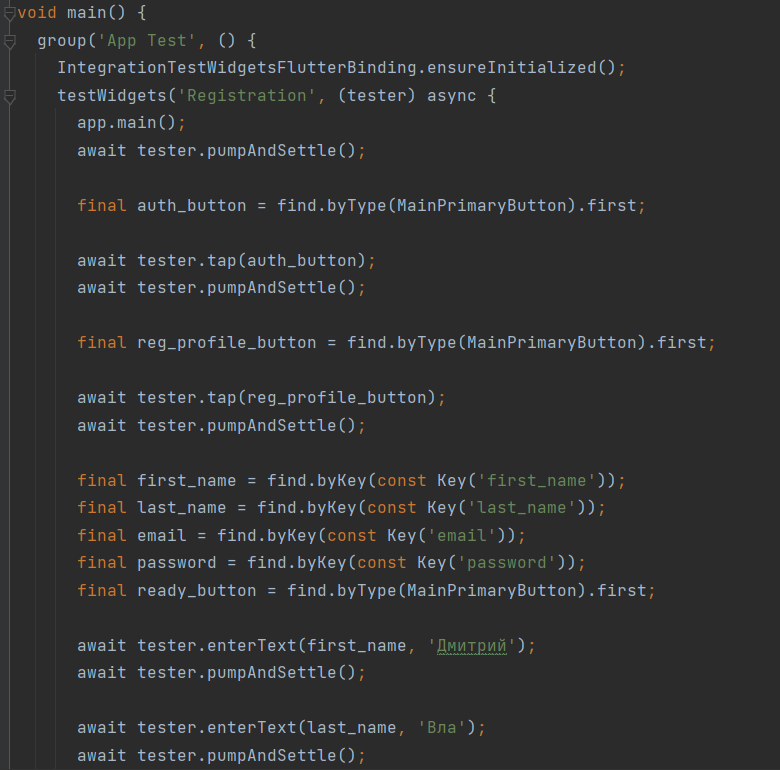 void main() {
group('App Test', () {
IntegrationTestWidgetsFlutterBinding.ensureInitialized();
testWidgets('Registration', (tester) async {
app.main();
await tester.pumpAndSettle();
final auth_button = find.byType(MainPrimaryButton).first;
await tester.tap(auth_button);
await tester.pumpAndSettle();
final reg_profile_button = find.byType(MainPrimaryButton).first;
await tester.tap(reg_profile_button);
await tester.pumpAndSettle();
final first_name = find.byKey(const Key('first_name'));
final last_name = find.byKey(const Key('last_name'));
final email = find.byKey(const Key('email'));
final password = find.byKey(const Key('password'));
final ready_button = find.byType(MainPrimaryButton).first;
await tester.enterText(first_name, 'Дмитрий');
await tester.pumpAndSettle();
await tester.enterText(last_name, 'Вла');
await tester.pumpAndSettle();